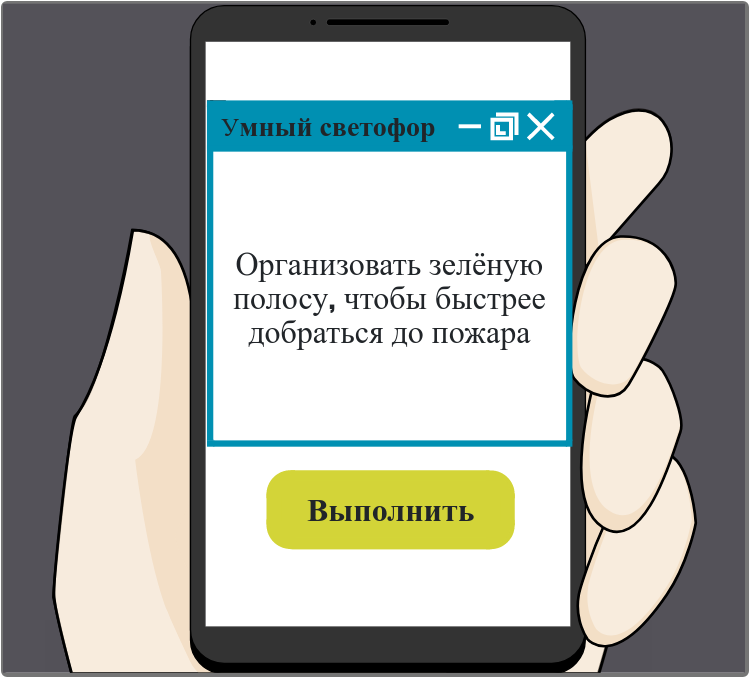 Умный светофор
Организовать зелёную
полосу, чтобы быстрее
добраться до пожара
Выполнить